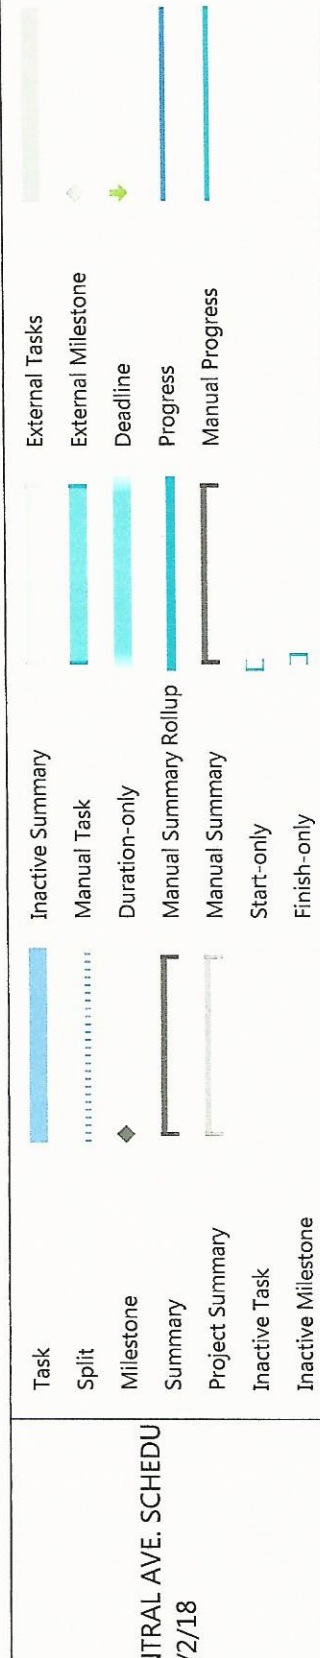 NTRAL AVE. SCHEDU
/2/18
Task
Split
Milestone
Summary
Project Summary
Inactive Task
Inactive Milestone
Inactive Summary
Manual Task
Duration-only
Manual Summary Rollup
Manual Summary
Start-only
Finish-only
External Tasks
External Milestone
Deadline
Progress
Manual Progress